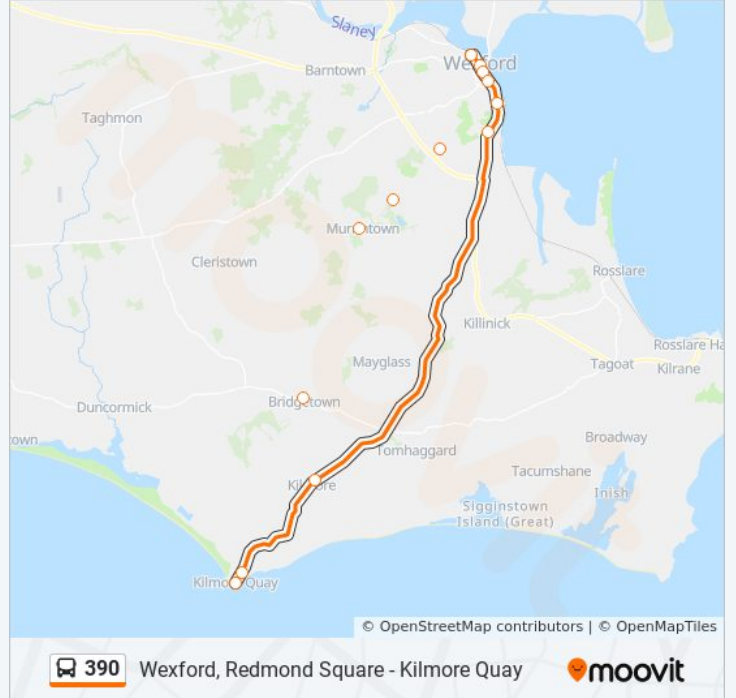 Slaney
Wexford
Barntown
Taghmon
Murntown
Cleristown
Rosslare
Killinick
Rosslare Ha
Mayglass
Tagoat
Kilrane
Bridgetown
Duncormick
own
Broadway
Tomhaggard
Tacumshane
Kilmore
Inish
Sigginstown
Island (Great)
Kilmore Quay
© OpenStreetMap contributors | © OpenMapTiles
390 Wexford, Redmond Square - Kilmore Quay
moovit